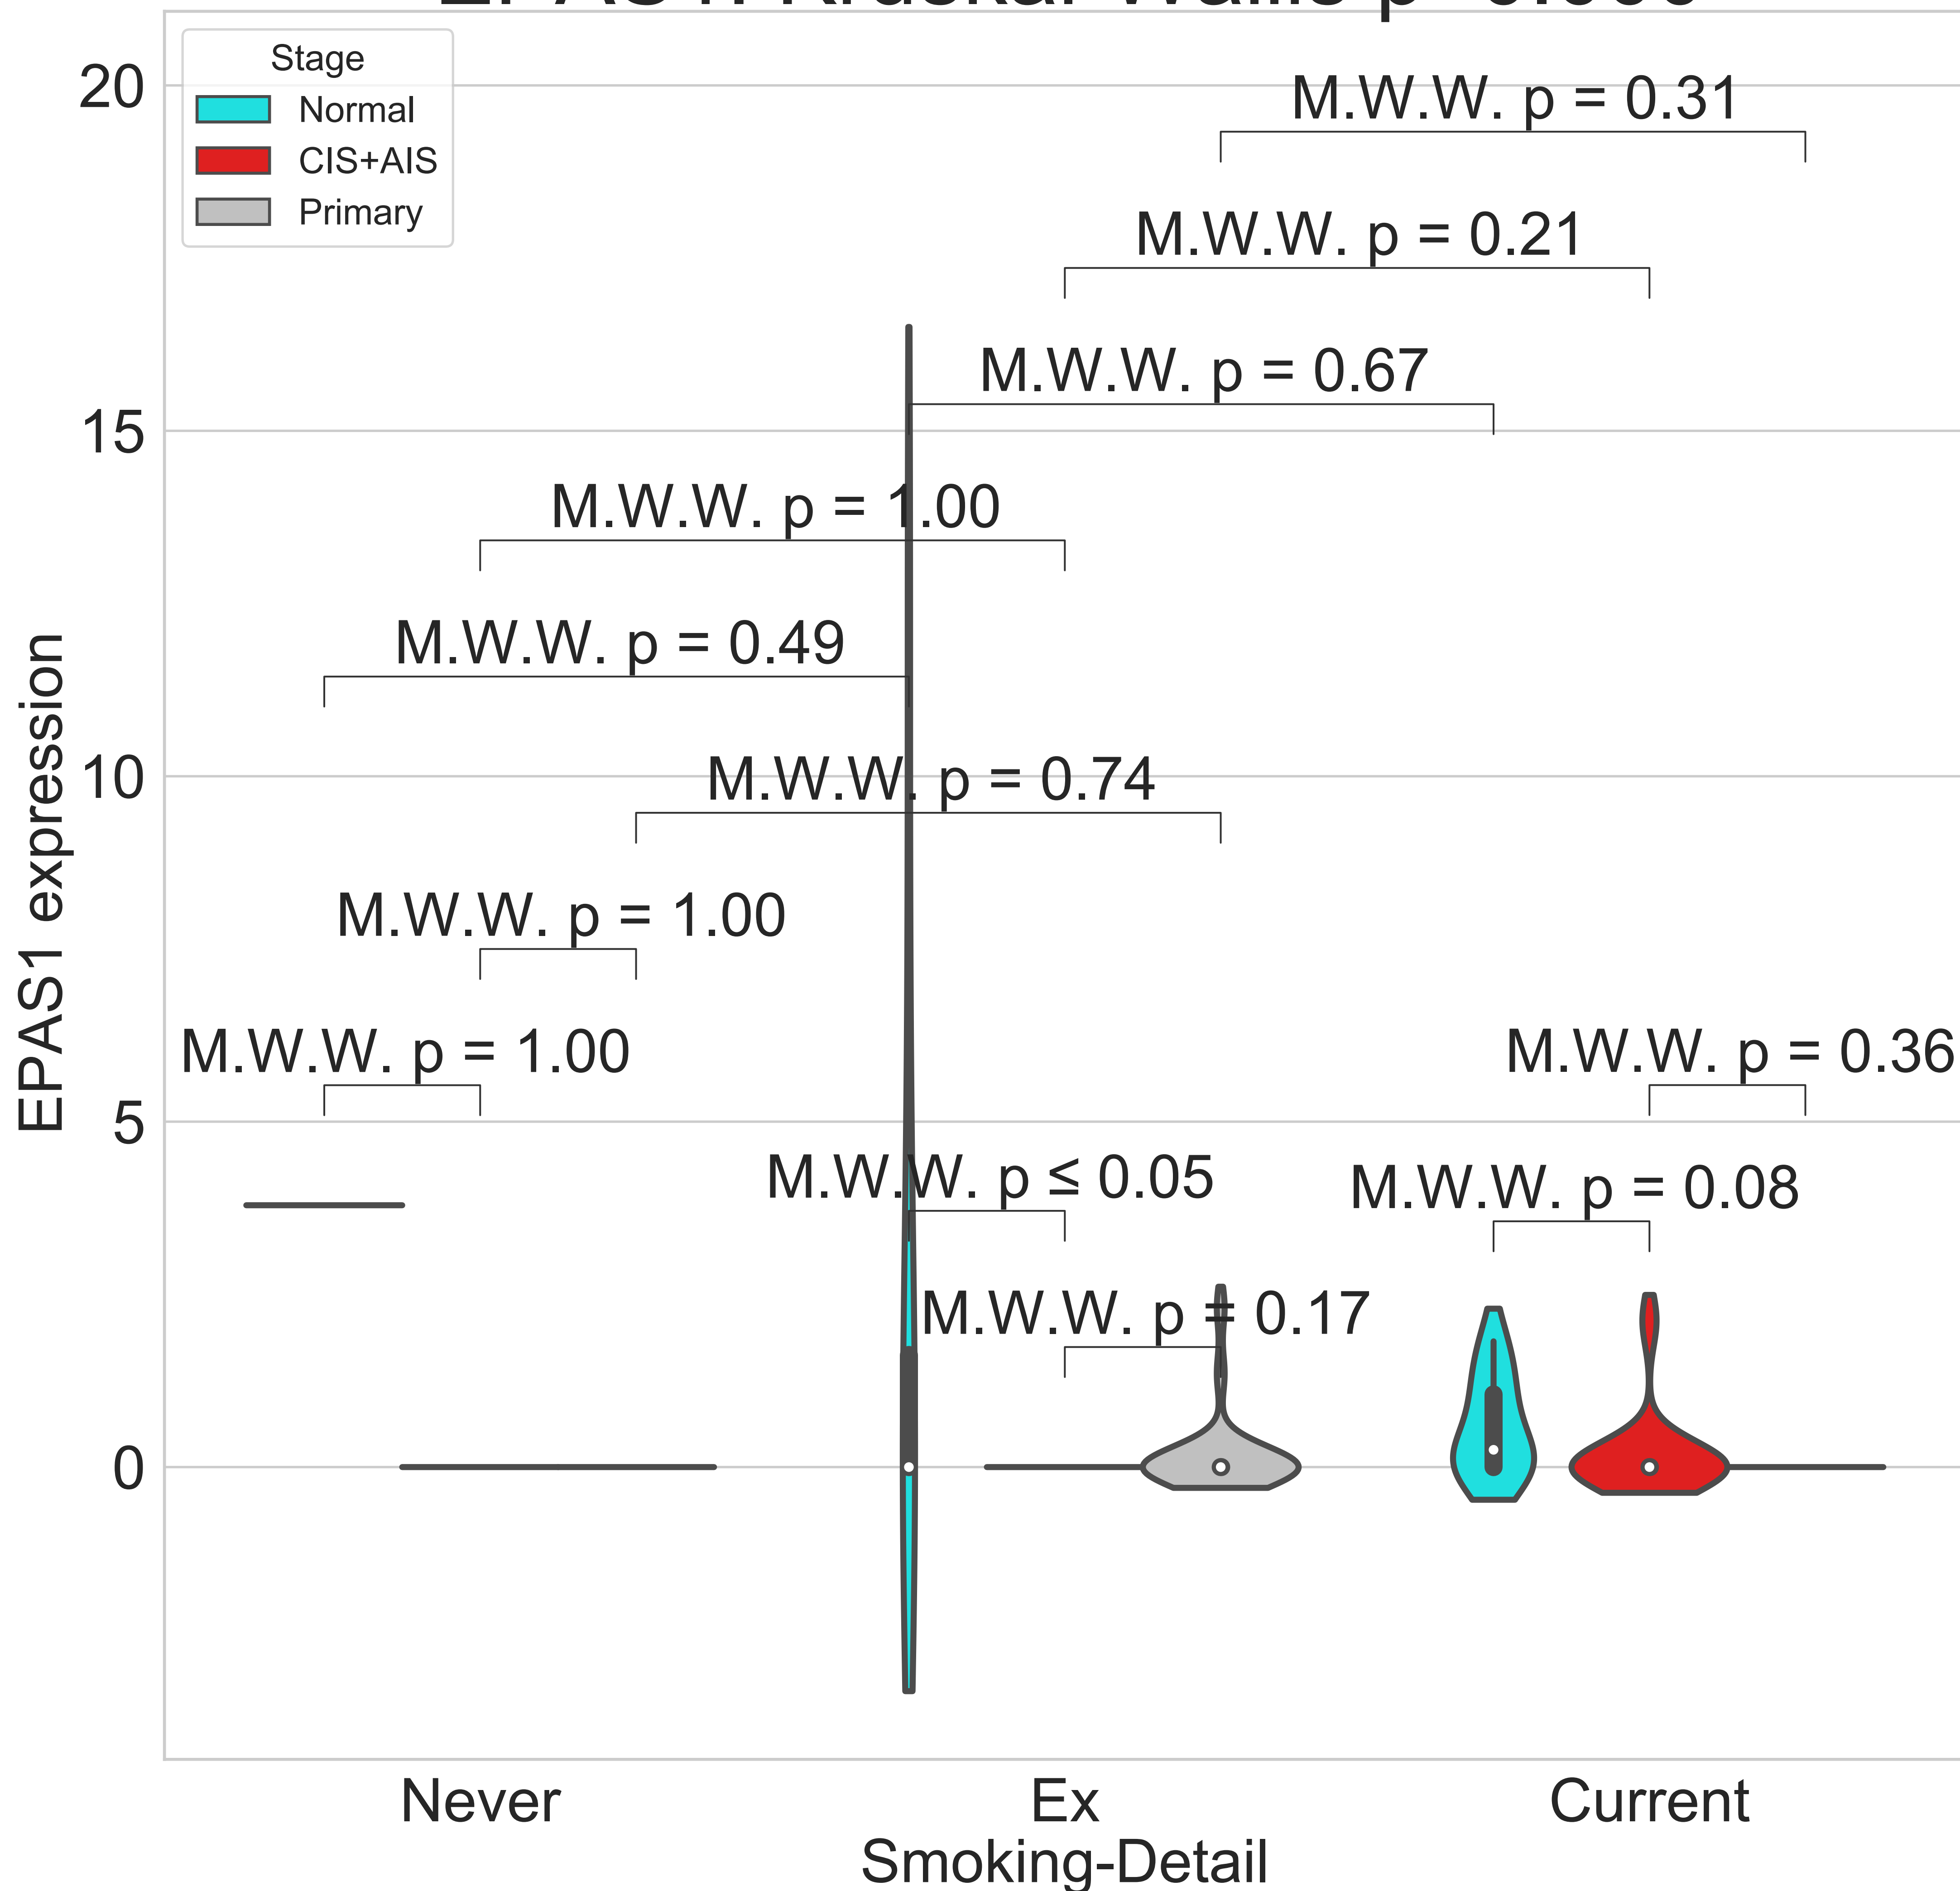 Stage
Normal
CIS+AIS
Primary
20
15
10
5
0
EPAS1 expression
M.W.W. p = 0.31
M.W.W. p = 0.21
M.W.W. p = 0.67
M.W.W. p = 1.00
M.W.W. p = 0.49
M.W.W. p = 0.74
M.W.W. p = 1.00
M.W.W. p = 1.00
M.W.W. p = 0.36
M.W.W. p ≤ 0.05
M.W.W. p = 0.08
M.W.W. p = 0.17
Never
Ex
Current
Smoking-Detail